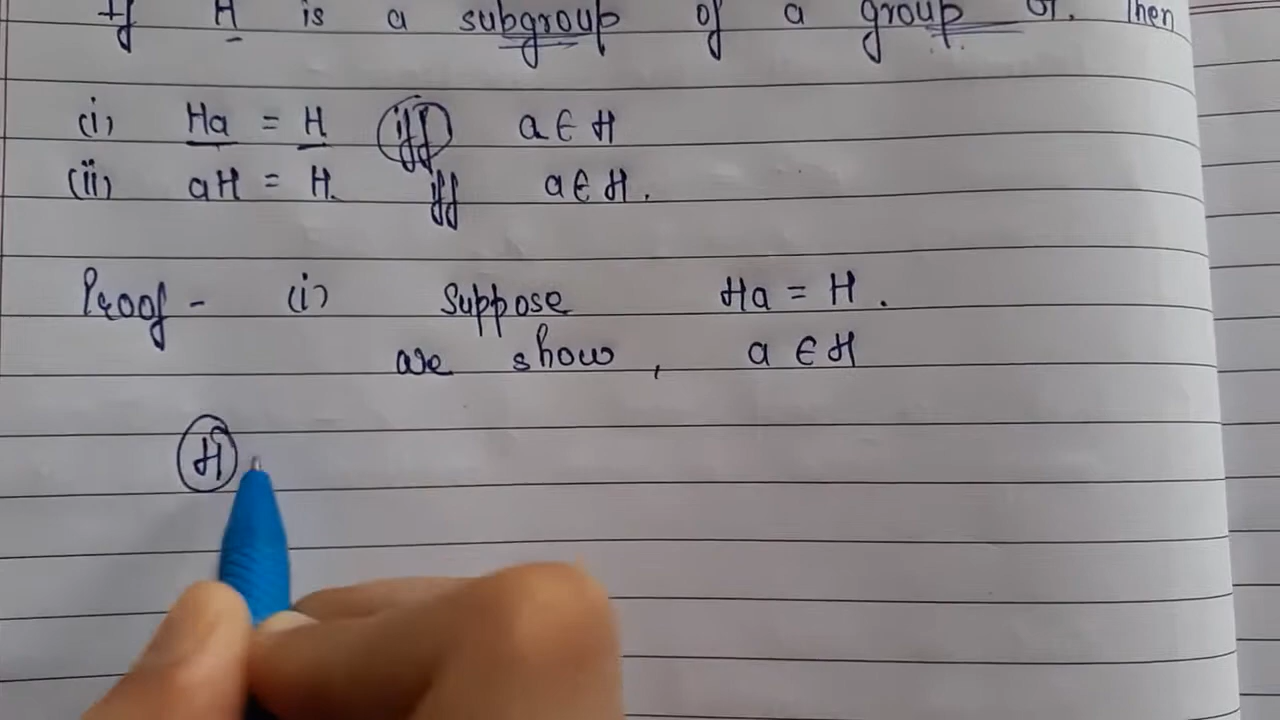 If H is a subgroup of a group G. Then
(i) Ha = H iff a ∈ H
(ii) aH = H. iff a ∈ H.
Proof - (i) Suppose Ha = H.
we show, a ∈ H
H